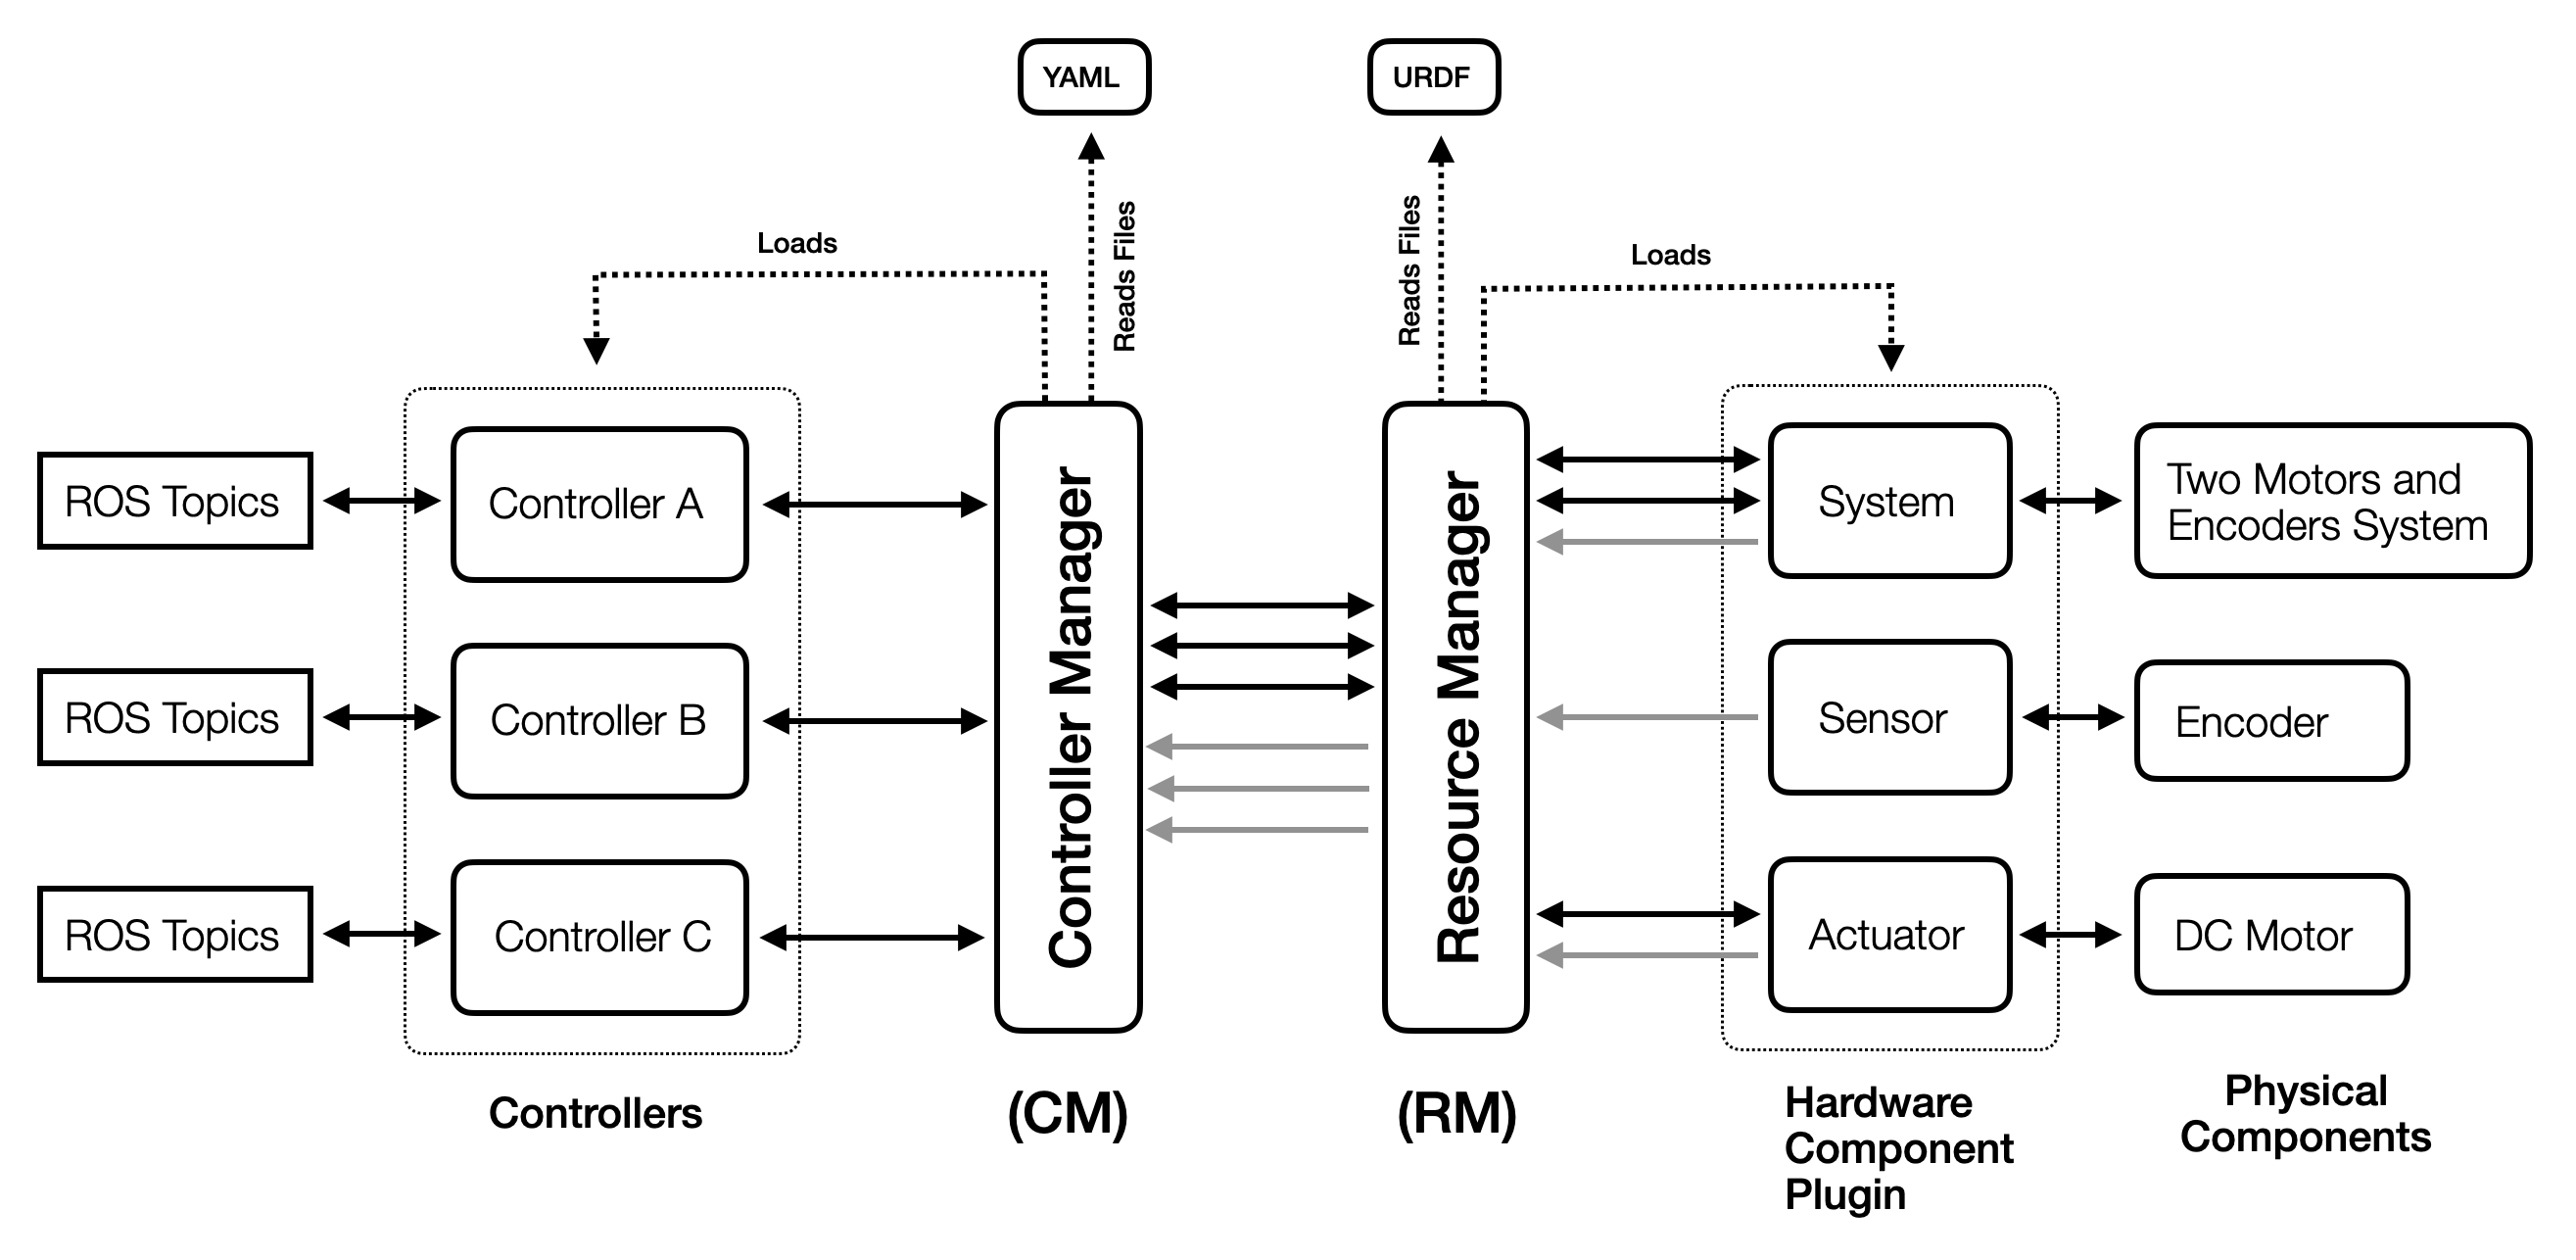 YAML
URDF
Loads
Reads Files
Reads Files
Loads
ROS Topics
Controller A
System
Two Motors and
Encoders System
ROS Topics
Controller B
Controller Manager
Resource Manager
Sensor
Encoder
ROS Topics
Controller C
Actuator
DC Motor
Controllers
(CM)
(RM)
Hardware
Component
Plugin
Physical
Components